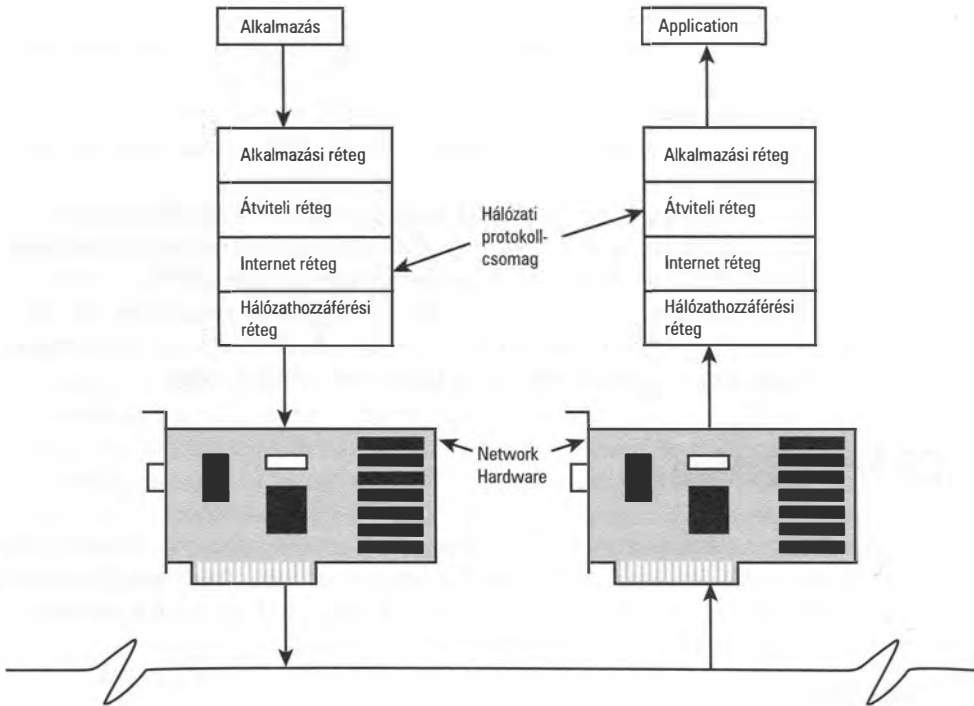 Alkalmazás
Application
Alkalmazási réteg
Átviteli réteg
Internet réteg
Hálózathozzáférési
réteg
Hálózati
protokoll-
csomag
Alkalmazási réteg
Átviteli réteg
Internet réteg
Hálózathozzáférési
réteg
Network
Hardware